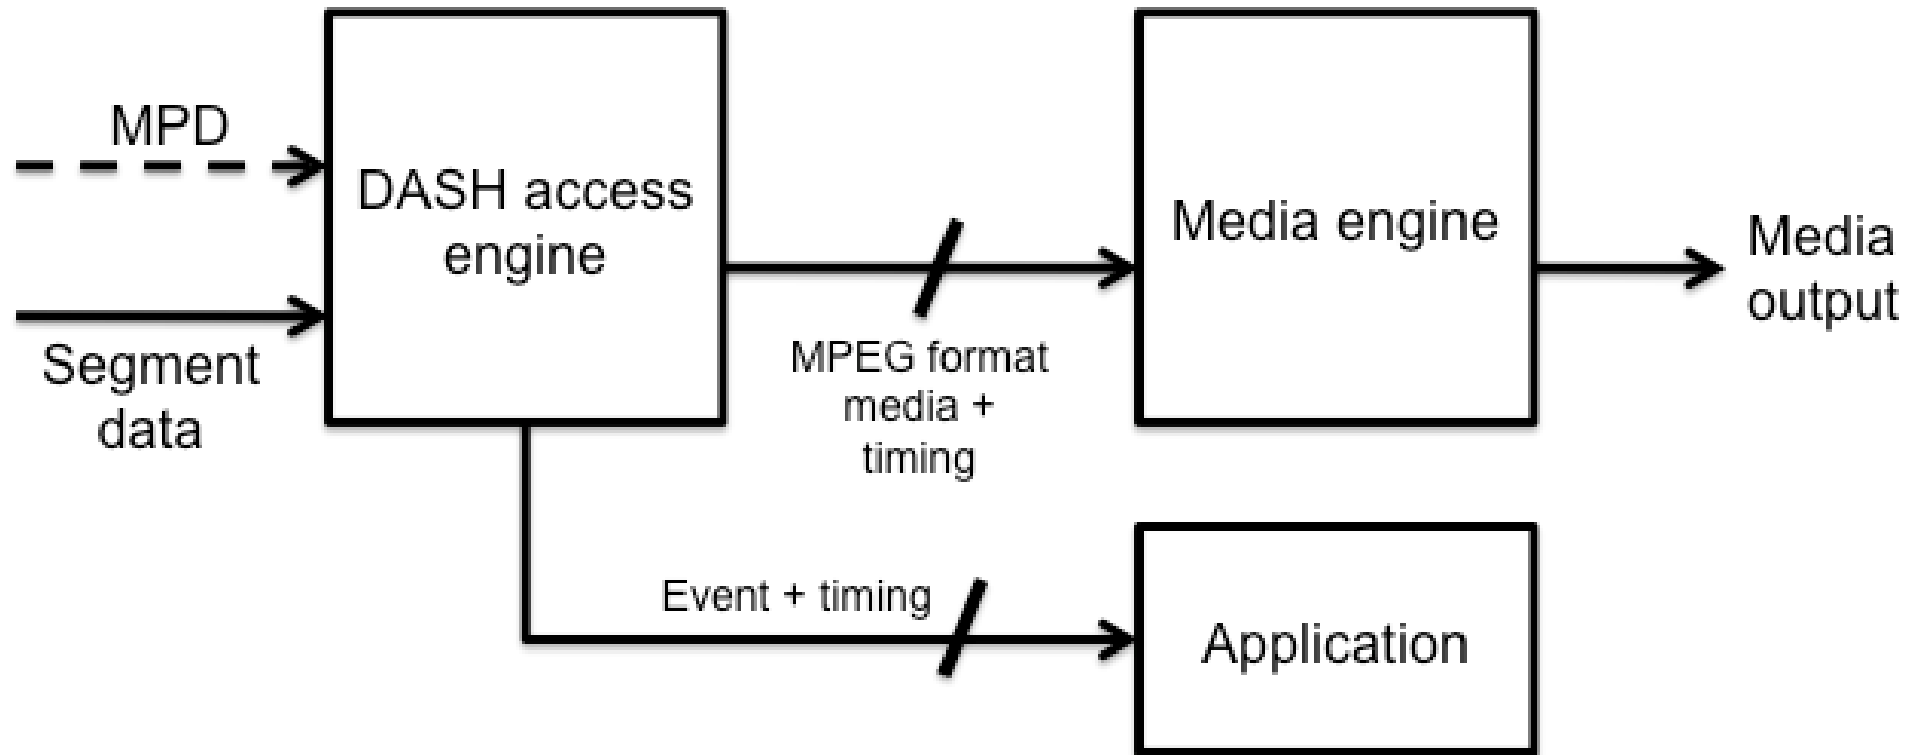 MPD
DASH access
engine
Segment
data
MPEG format
media +
timing
Media engine
Media
output
Event + timing
Application